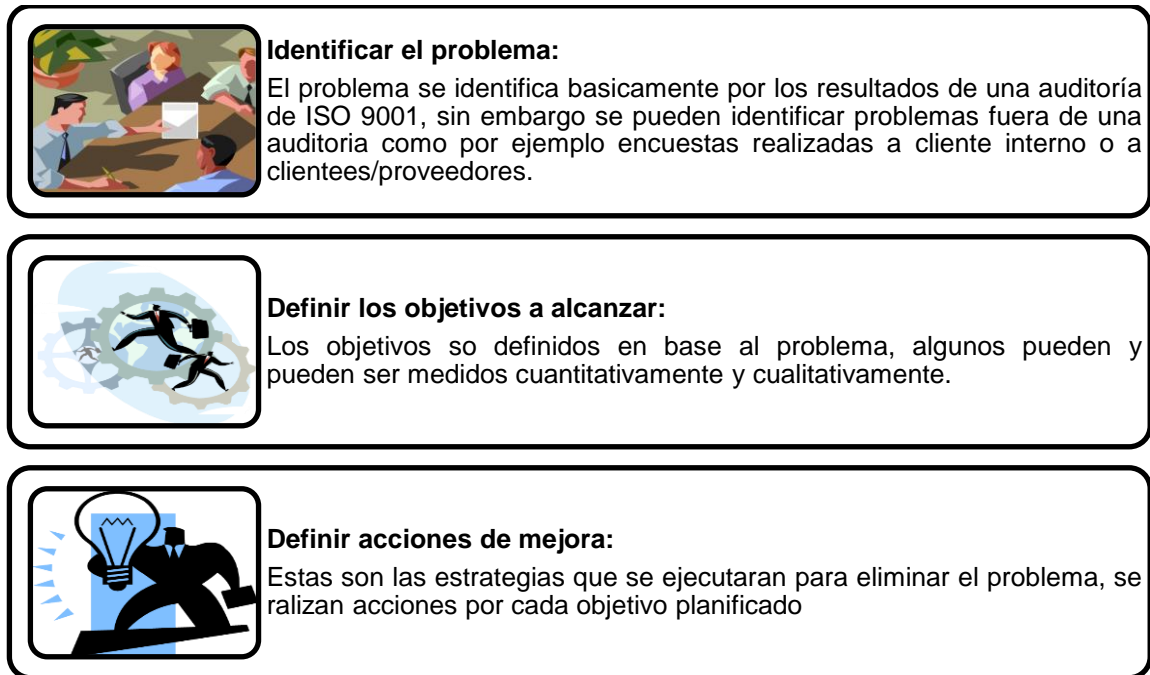 Identificar el problema:
El problema se identifica basicamente por los resultados de una auditoría
de ISO 9001, sin embargo se pueden identificar problemas fuera de una
auditoria como por ejemplo encuestas realizadas a cliente interno o a
clientees/proveedores.
Definir los objetivos a alcanzar:
Los objetivos so definidos en base al problema, algunos pueden y
pueden ser medidos cuantitativamente y cualitativamente.
Definir acciones de mejora:
Estas son las estrategias que se ejecutaran para eliminar el problema, se
ralizan acciones por cada objetivo planificado